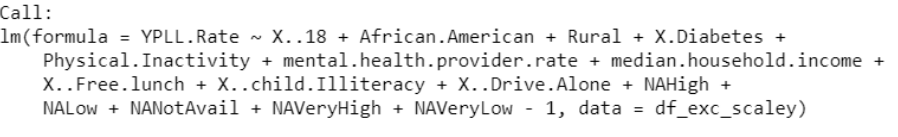 Call:
lm(formula = YPLL.Rate ~ X..18 + African.American + Rural + X.Diabetes +
    Physical.Inactivity + mental.health.provider.rate + median.household.income +
    X..Free.lunch + X..child.Illiteracy + X..Drive.Alone + NAHigh +
    NALow + NANotAvail + NAVeryHigh + NAVeryLow - 1, data = df_exc_scaley)